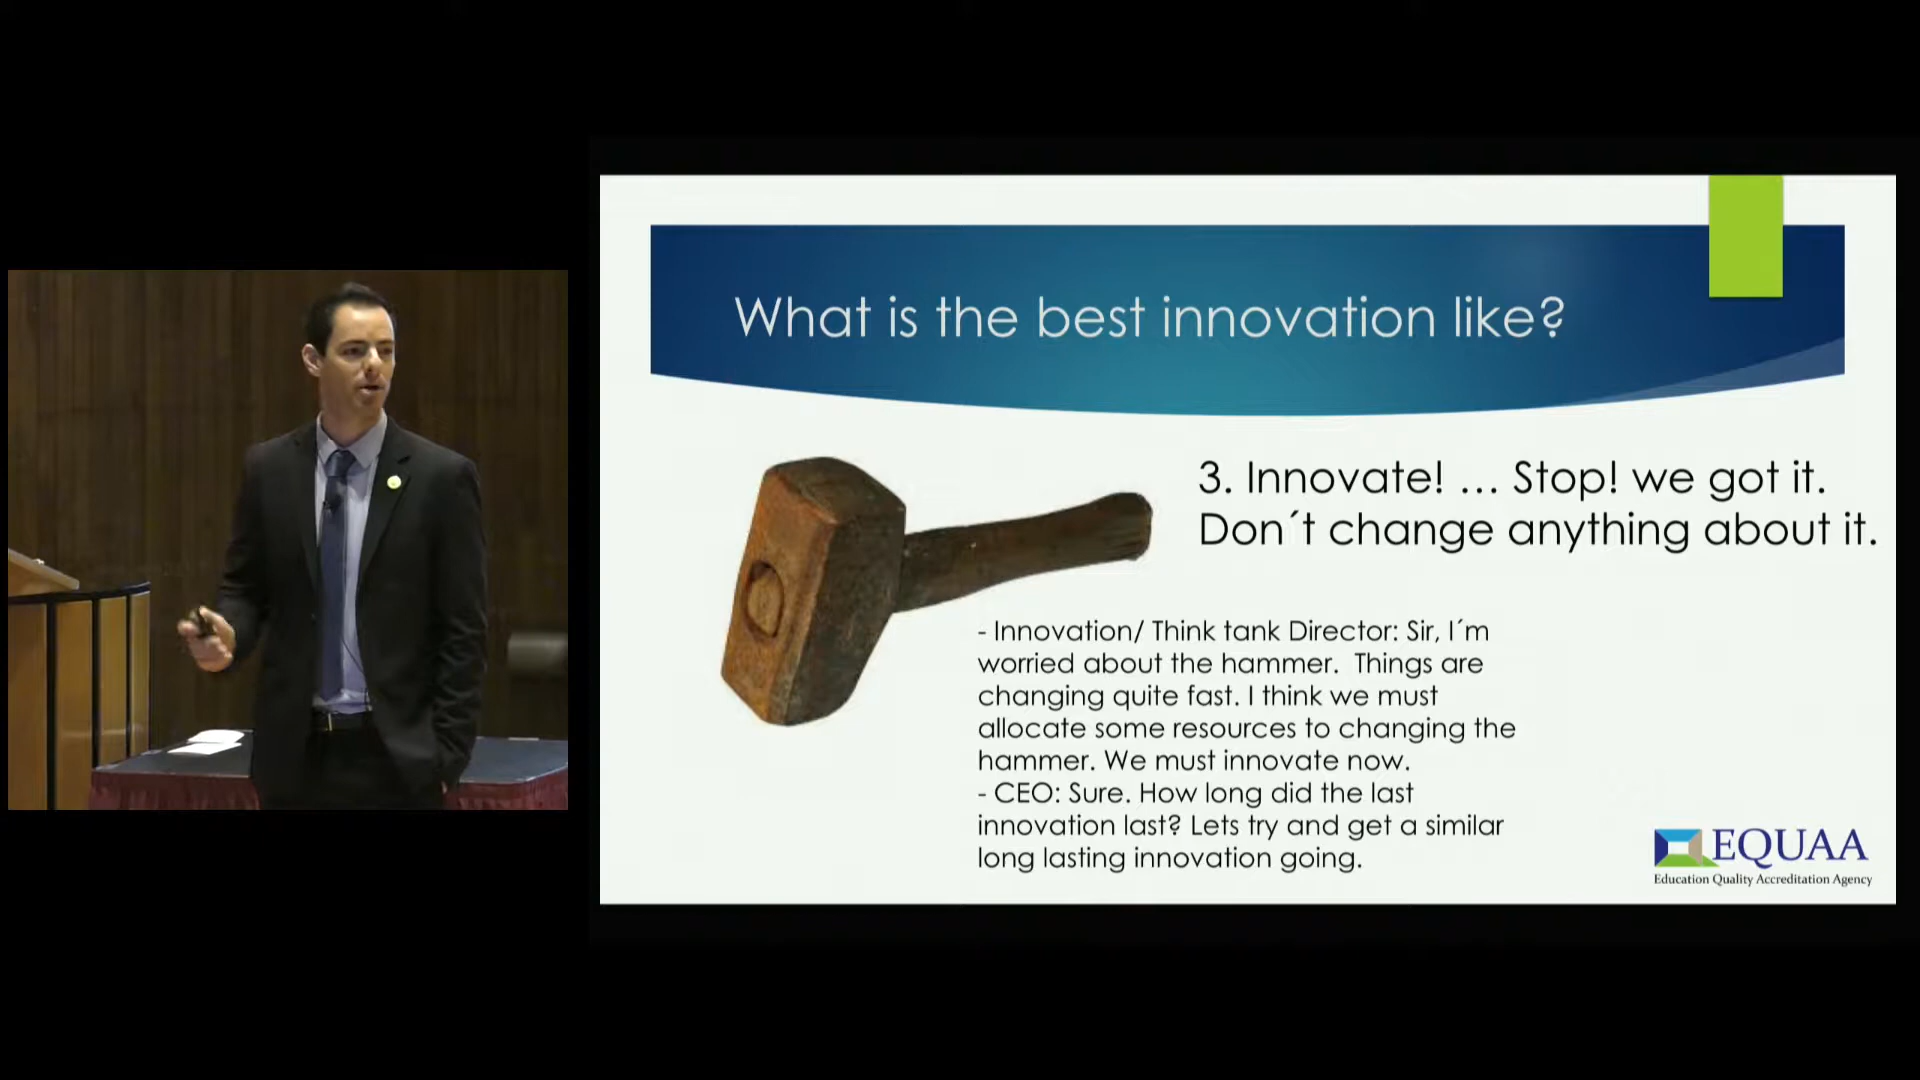 What is the best innovation like?
3. Innovate! ... Stop! we got it.
Don´t change anything about it.
- Innovation/ Think tank Director: Sir, I´m
worried about the hammer.  Things are
changing quite fast. I think we must
allocate some resources to changing the
hammer. We must innovate now.
- CEO: Sure. How long did the last
innovation last? Lets try and get a similar
long lasting innovation going.
EQUAA
Education Quality Accreditation Agency